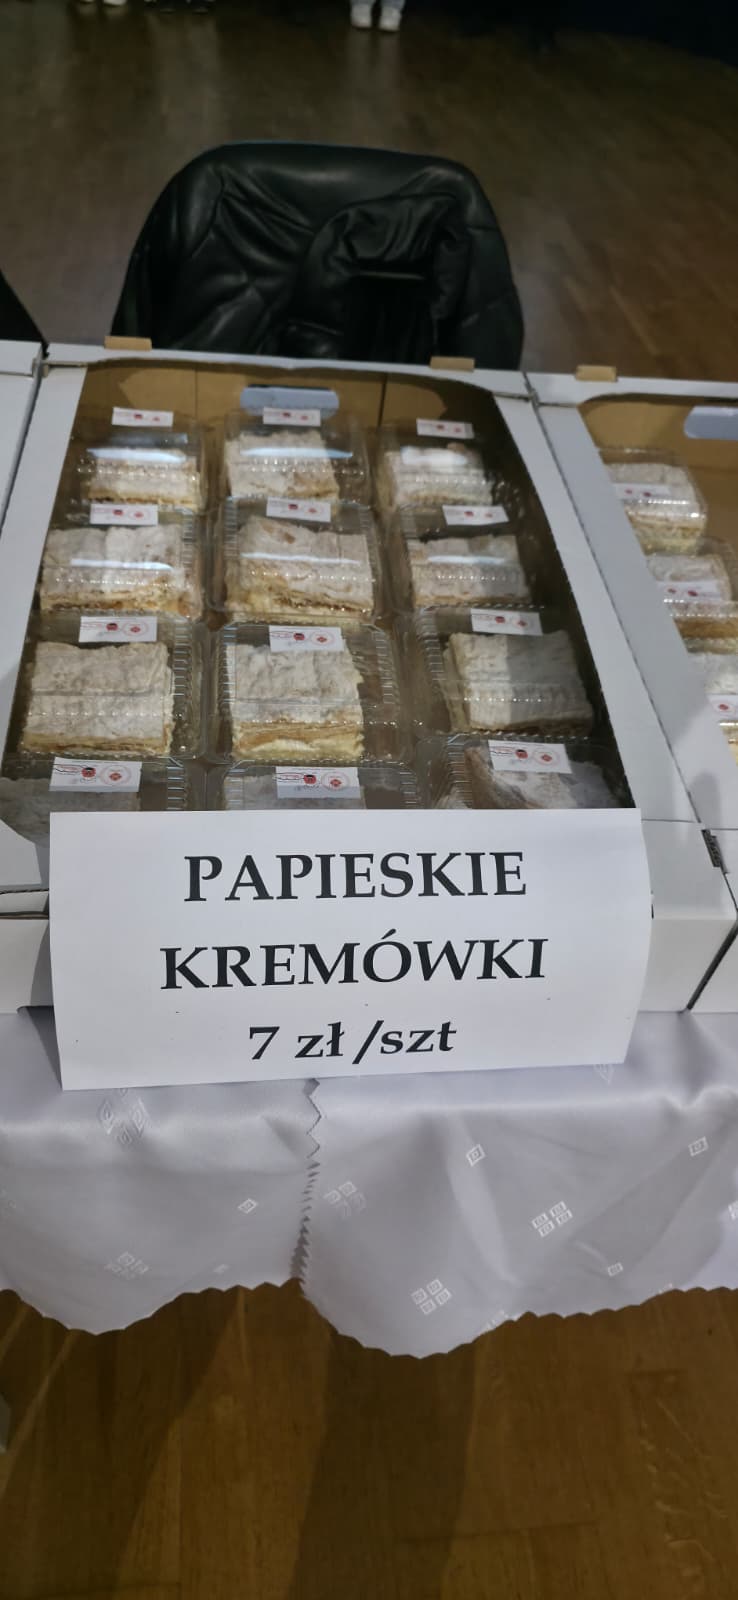 PAPIESKIE
KREMÓWKI
7 zł /szt